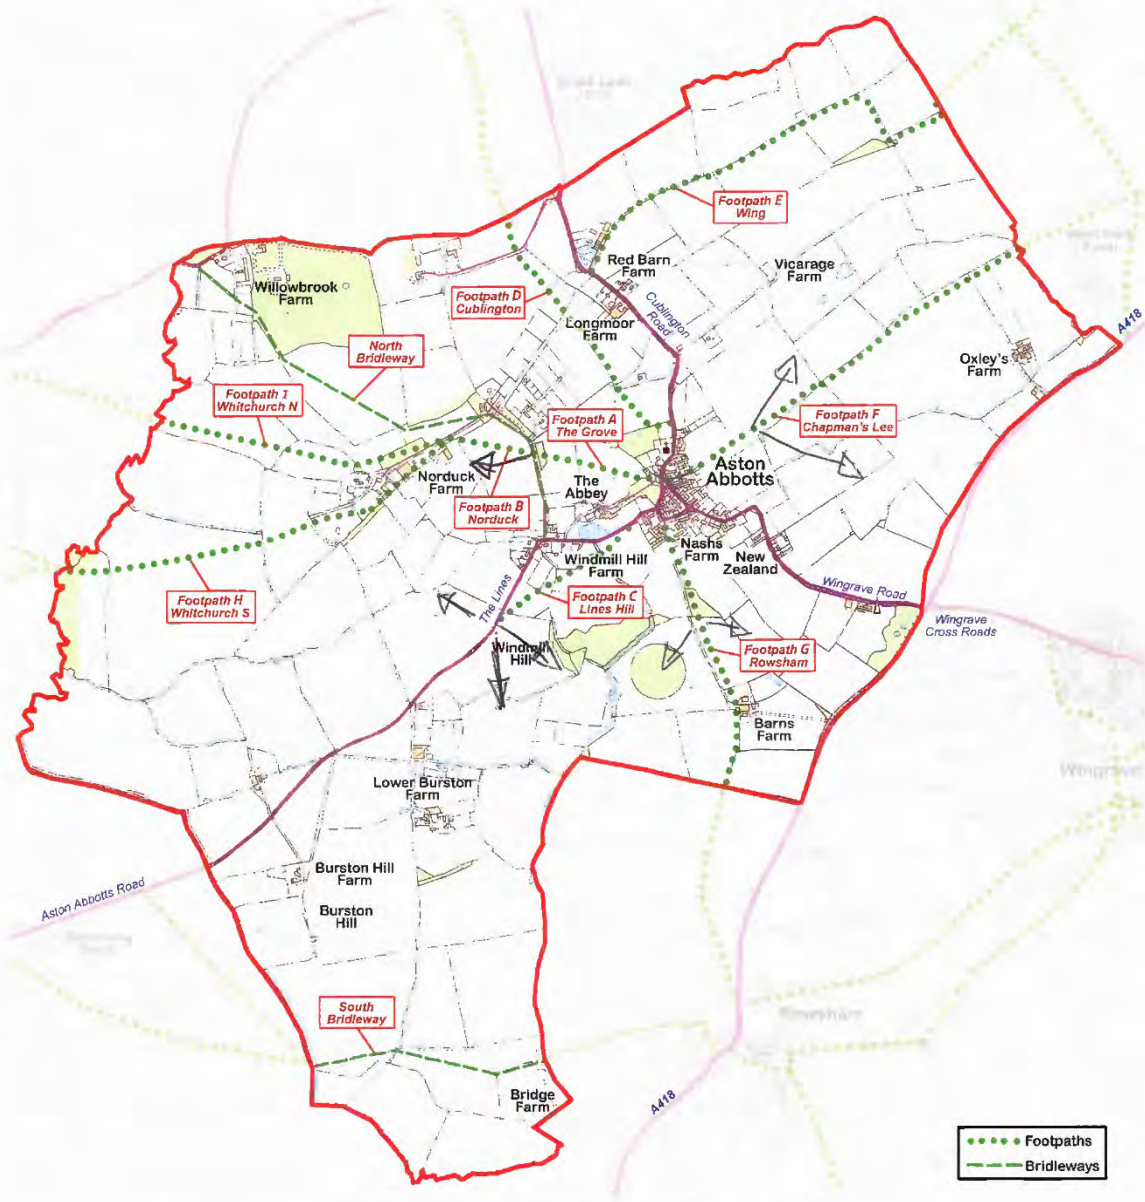 Footpath E
Wing
Red Barn
Farm
Vicarage
Farm
Willowbrook
Farm
Footpath D
Cublington
Cublington
Road
Longmoor
Farm
A418
North
Bridleway
Oxley's
Farm
Footpath I
Whitchurch N
Footpath A
The Grove
Footpath F
Chapman's Lee
Aston
Abbotts
Norduck
Farm
The
Abbey
Footpath B
Norduck
Nashs
Farm
New
Zealand
Windmill Hill
Farm
Wingrave Road
Footpath H
Whitchurch S
The Lines
Footpath C
Lines Hill
Wingrave
Cross Roads
Windmill
Hill
Footpath G
Rowsham
Barns
Farm
Wingrave
Lower Burston
Farm
Burston Hill
Farm
Aston Abbotts Road
Burston
Hill
South
Bridleway
Rowsham
Bridge
Farm
A418
Footpaths
Bridleways